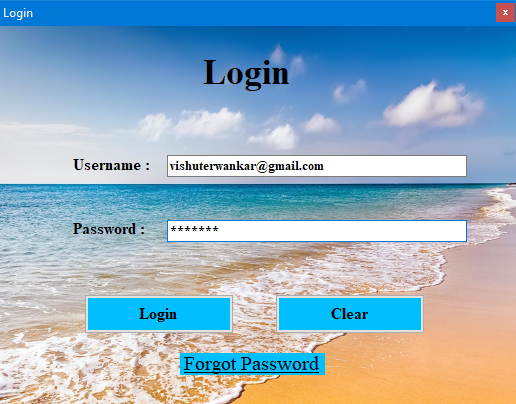 Login
x
Login
Username : vishuterwankar@gmail.com
Password : *******
Login Clear
Forgot Password